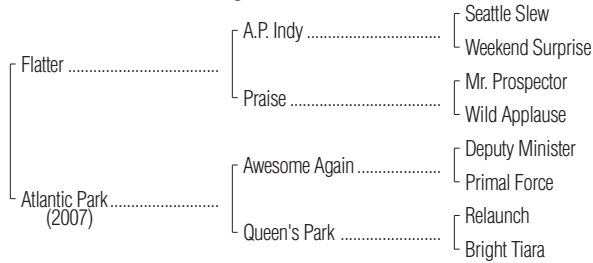 Seattle Slew
A.P. Indy
Weekend Surprise
Flatter
Mr. Prospector
Praise
Wild Applause
Deputy Minister
Awesome Again
Primal Force
Atlantic Park
(2007)
Relaunch
Queen's Park
Bright Tiara